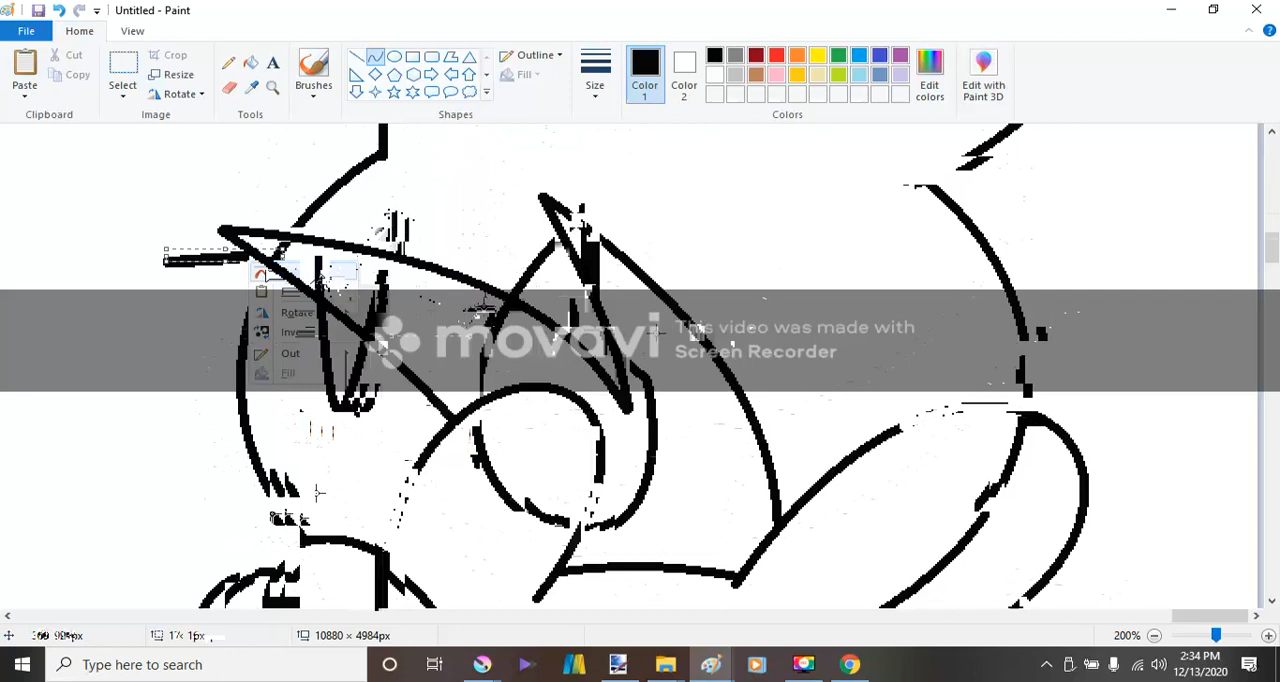 Untitled - Paint
File
Home
View
Paste
Cut
Copy
Clipboard
Select
Crop
Resize
Rotate
Image
Tools
Brushes
Shapes
Outline
Fill
Size
Color 1
Color 2
Edit colors
Colors
Edit with Paint 3D
Rotate
Out
Fill
movavi
This video was made with
Screen Recorder
10880 × 4984px
200%
Type here to search
2:34 PM
12/13/2020